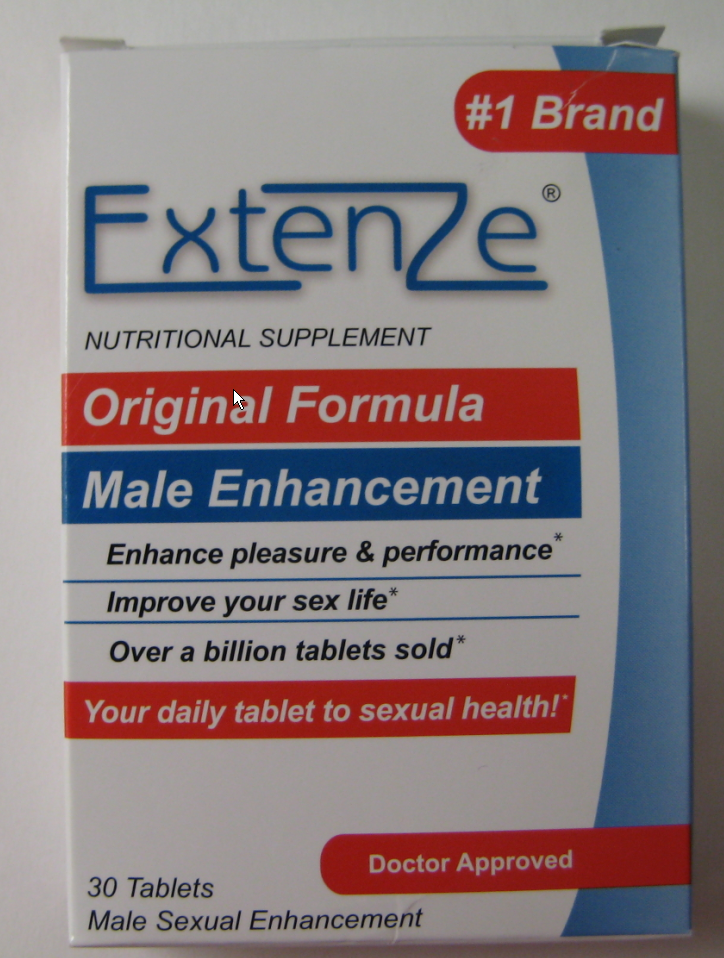 #1 Brand
ExtenZe®
NUTRITIONAL SUPPLEMENT
Original Formula
Male Enhancement
Enhance pleasure & performance*
Improve your sex life*
Over a billion tablets sold*
Your daily tablet to sexual health!*
Doctor Approved
30 Tablets
Male Sexual Enhancement